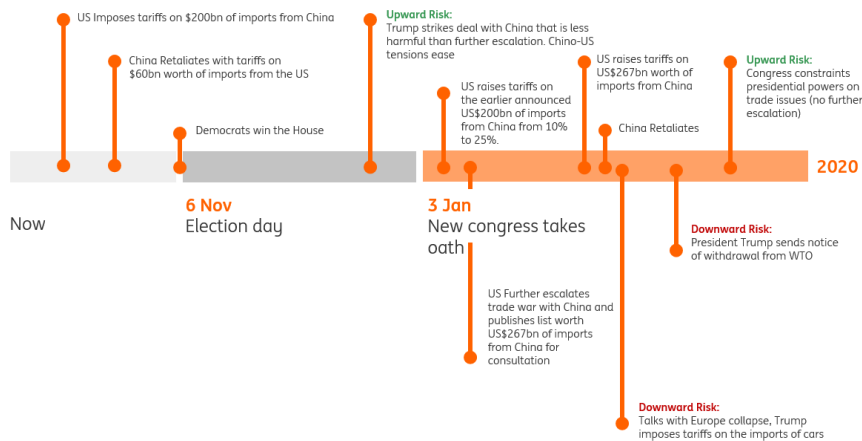 US Imposes tariffs on $200bn of imports from China
China Retaliates with tariffs on
$60bn worth of imports from the US
Democrats win the House
Upward Risk:
Trump strikes deal with China that is less
harmful than further escalation. Chino-US
tensions ease
US raises tariffs on
the earlier announced
US$200bn of imports
from China from 10%
to 25%.
US raises tariffs on
US$267bn worth of
imports from China
China Retaliates
Upward Risk:
Congress constraints
presidential powers on
trade issues (no further
escalation)
2020
Now
6 Nov
Election day
3 Jan
New congress takes
oath
Downward Risk:
President Trump sends notice
of withdrawal from WTO
US Further escalates
trade war with China and
publishes list worth
US$267bn of imports
from China for
consultation
Downward Risk:
Talks with Europe collapse, Trump
imposes tariffs on the imports of cars